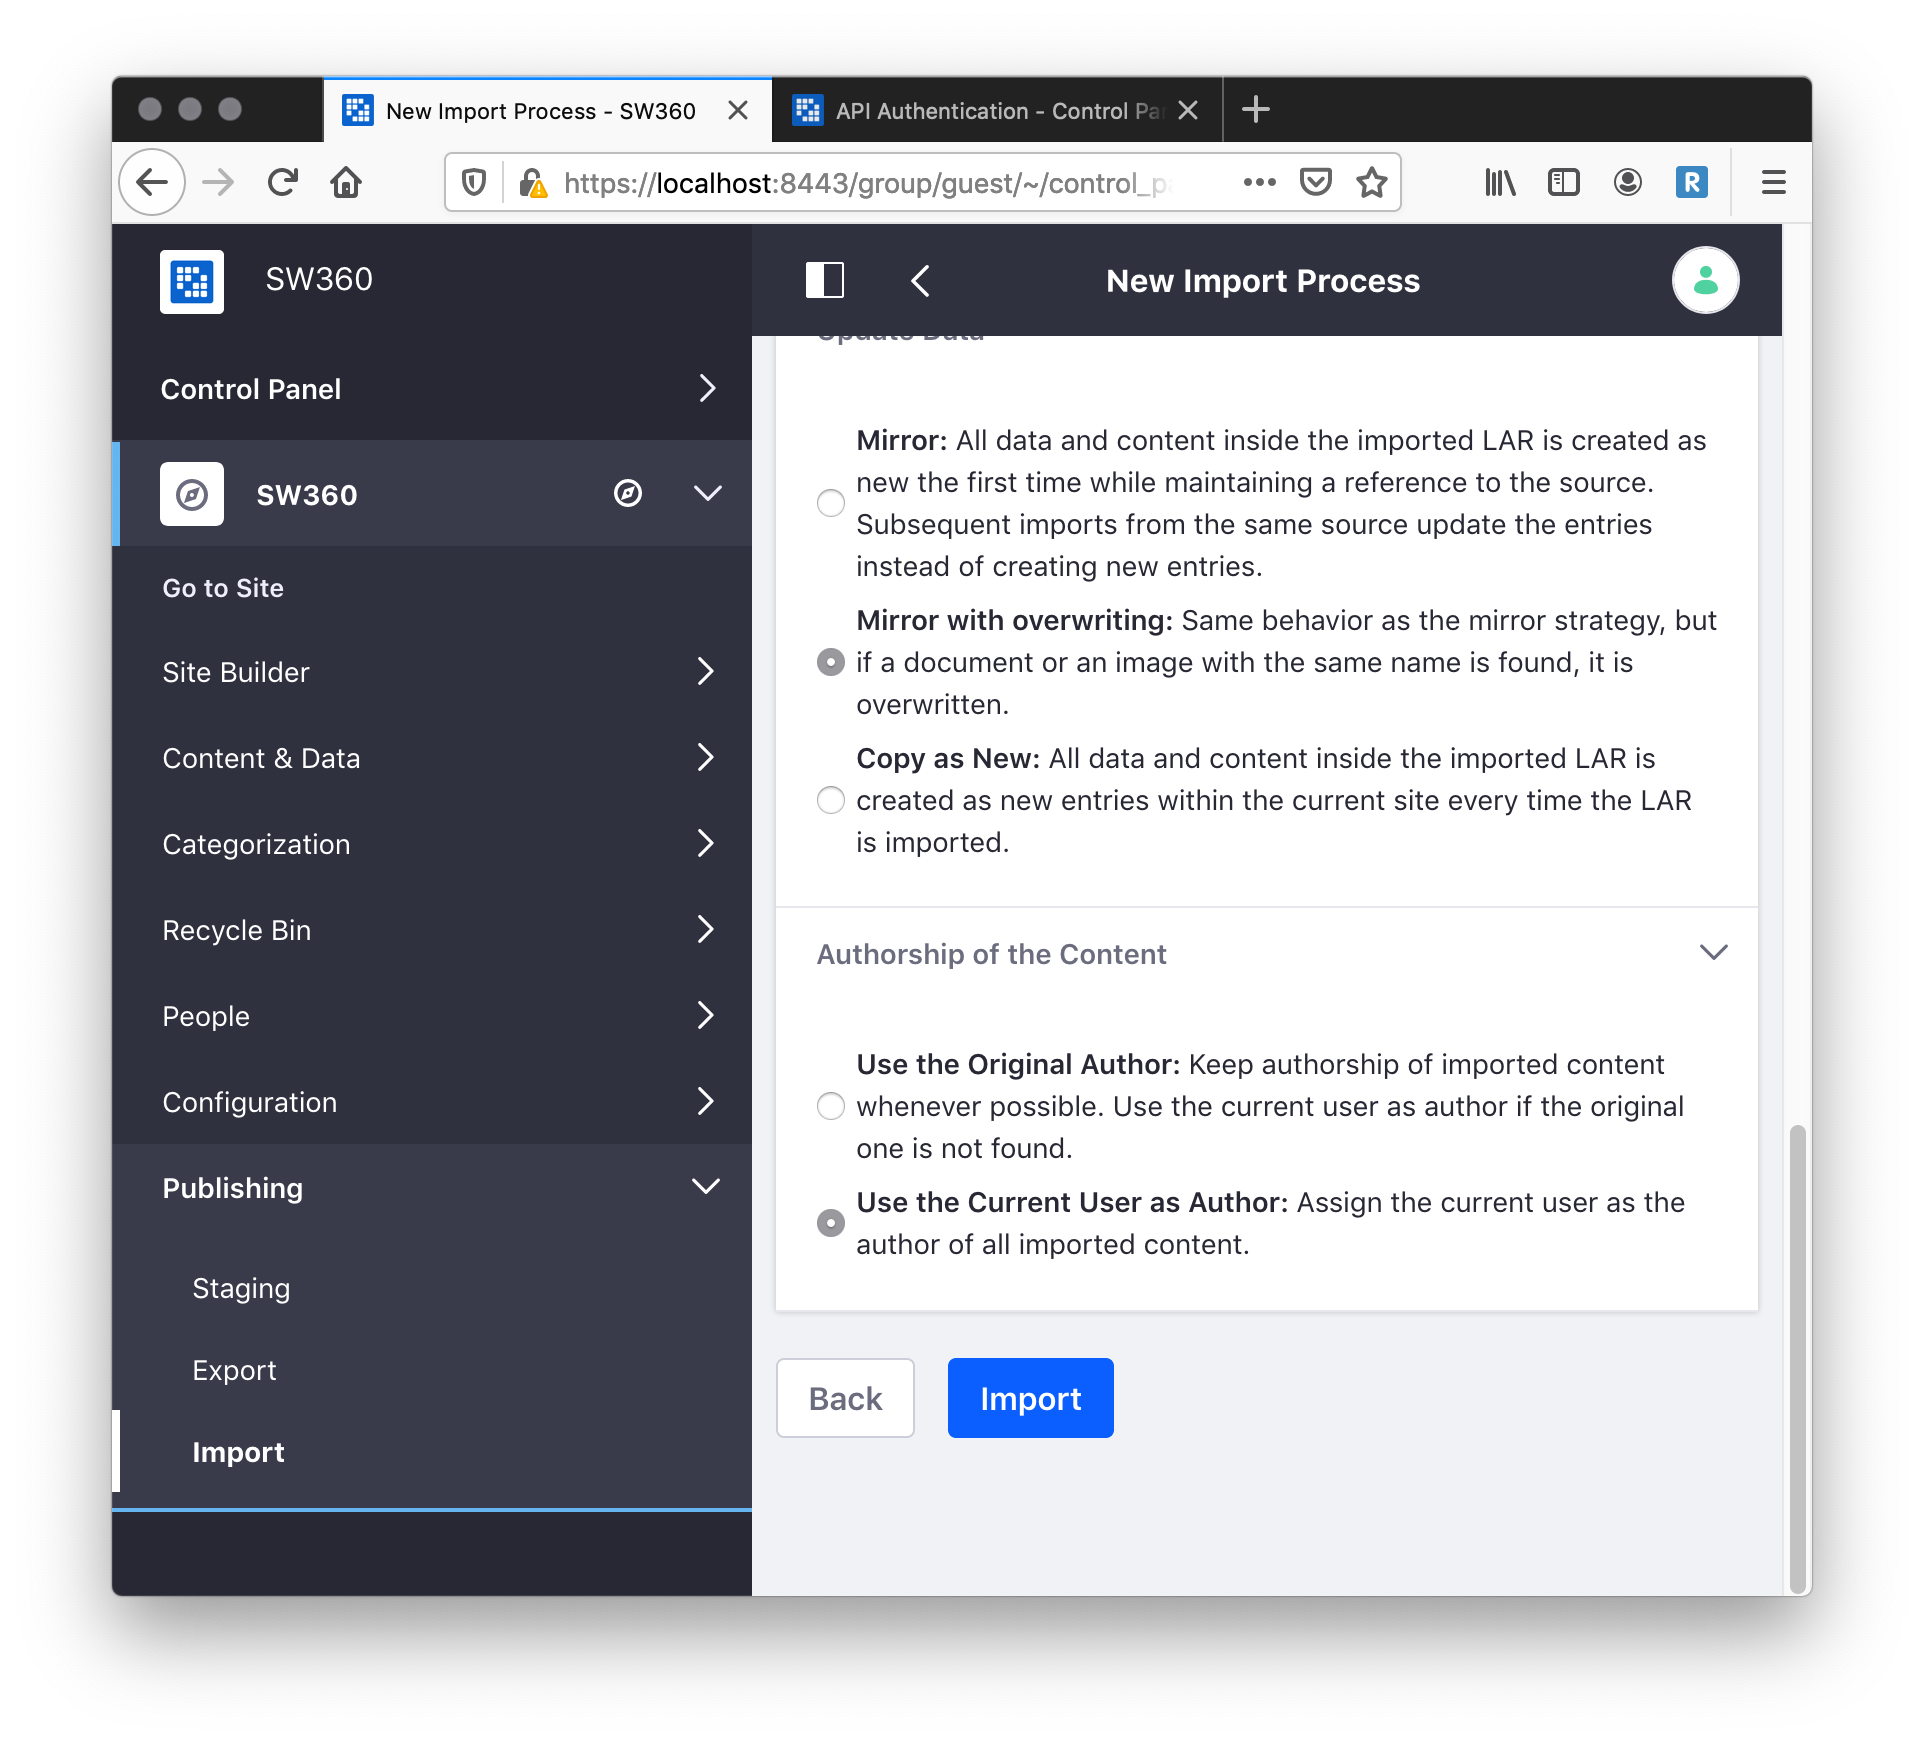 New Import Process - SW360
API Authentication - Control Pa
https://localhost:8443/group/guest/~/control_p
R
SW360
Control Panel
SW360
Go to Site
Site Builder
Content & Data
Categorization
Recycle Bin
People
Configuration
Publishing
Staging
Export
Import
New Import Process
Update Data
Mirror: All data and content inside the imported LAR is created as
new the first time while maintaining a reference to the source.
Subsequent imports from the same source update the entries
instead of creating new entries.
Mirror with overwriting: Same behavior as the mirror strategy, but
if a document or an image with the same name is found, it is
overwritten.
Copy as New: All data and content inside the imported LAR is
created as new entries within the current site every time the LAR
is imported.
Authorship of the Content
Use the Original Author: Keep authorship of imported content
whenever possible. Use the current user as author if the original
one is not found.
Use the Current User as Author: Assign the current user as the
author of all imported content.
Back
Import